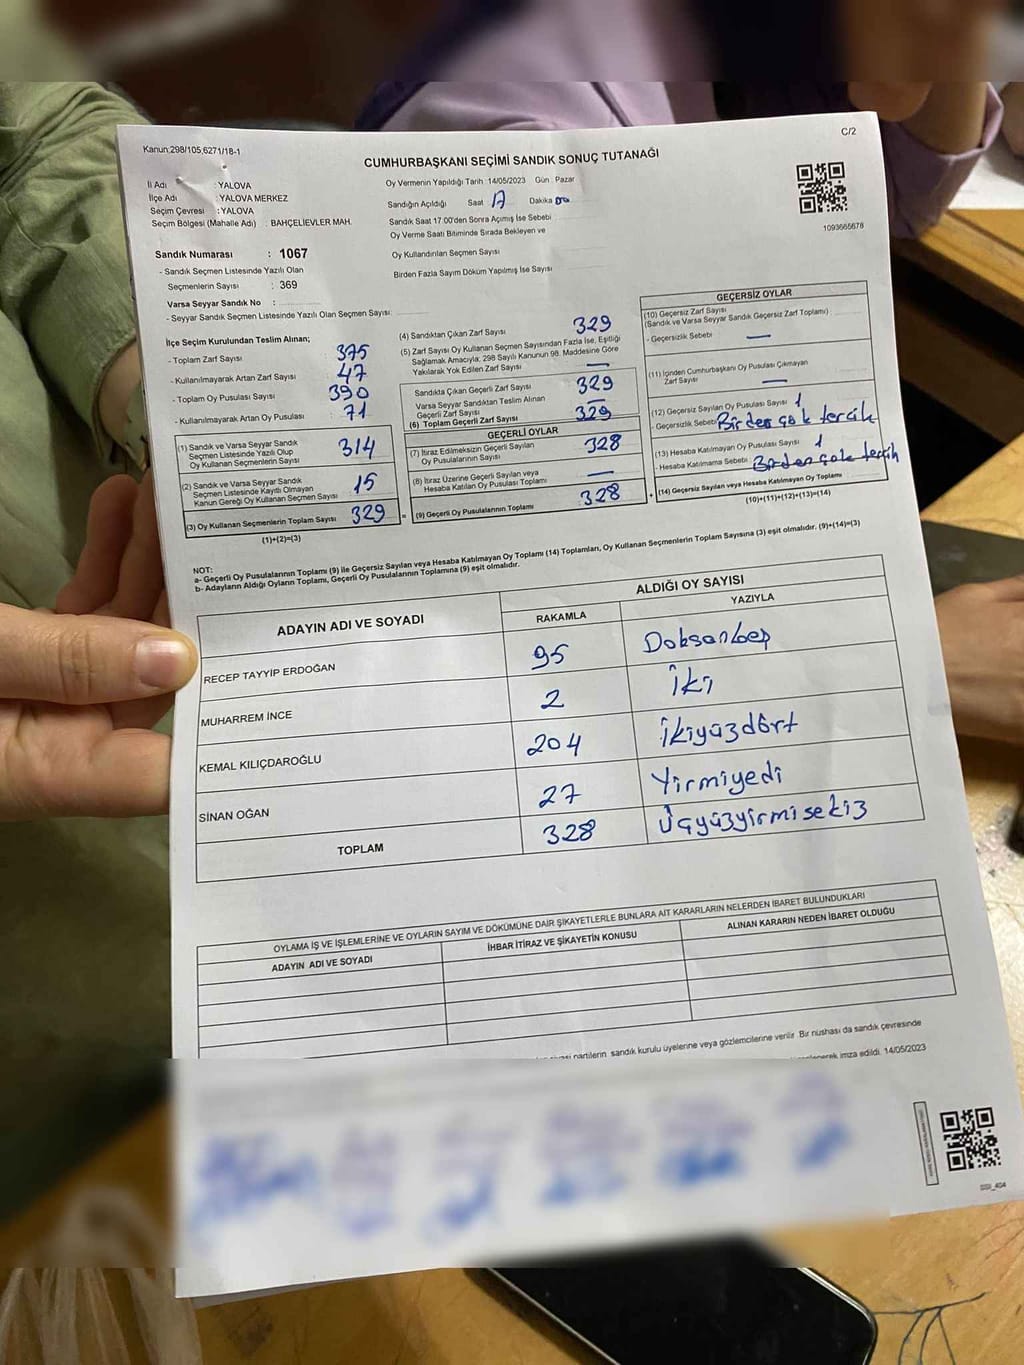 C/2
Kanun;298/105,6271/18-1
CUMHURBAŞKANI SEÇİMİ SANDIK SONUÇ TUTANAĞI
İl Adı : YALOVA
İlçe Adı : YALOVA MERKEZ
Seçim Çevresi : YALOVA
Seçim Bölgesi (Mahalle Adı) : BAHÇELİEVLER MAH.
Oy Vermenin Yapıldığı Tarih :14/05/2023 Gün : Pazar
Sandığın Açıldığı Saat : 17 Dakika
Sandık Saat 17.00'den Sonra Açılmış İse Sebebi
Oy Verme Saati Bitiminde Sırada Bekleyen ve
Oy Kullandırılan Seçmen Sayısı
Birden Fazla Sayım Döküm Yapılmış İse Sayısı
1093665678
Sandık Numarası : 1067
- Sandık Seçmen Listesinde Yazılı Olan
Seçmenlerin Sayısı : 369
Varsa Seyyar Sandık No :
- Seyyar Sandık Seçmen Listesinde Yazılı Olan Seçmen Sayısı:
İlçe Seçim Kurulundan Teslim Alınan;
- Toplam Zarf Sayısı 375
- Kullanılmayarak Artan Zarf Sayısı 47
- Toplam Oy Pusulası Sayısı 390
- Kullanılmayarak Artan Oy Pusulası 71
(1) Sandık ve Varsa Seyyar Sandık
Seçmen Listesinde Yazılı Olup
Oy Kullanan Seçmenlerin Sayısı 314
(2) Sandık ve Varsa Seyyar Sandık
Seçmen Listesinde Kayıtlı Olmayan
Kanun Gereği Oy Kullanan Seçmen Sayısı 15
(3) Oy Kullanan Seçmenlerin Toplam Sayısı 329 =
(1)+(2)=(3)
(4) Sandıktan Çıkan Zarf Sayısı 329
(5) Zarf Sayısı Oy Kullanan Seçmen Sayısından Fazla İse, Eşitliği
Sağlamak Amacıyla; 298 Sayılı Kanunun 98. Maddesine Göre
Yakılarak Yok Edilen Zarf Sayısı —
Sandıkta Çıkan Geçerli Zarf Sayısı 329
Varsa Seyyar Sandıktan Teslim Alınan
Geçerli Zarf Sayısı —
(6) Toplam Geçerli Zarf Sayısı 329
GEÇERLİ OYLAR
(7) İtiraz Edilmeksizin Geçerli Sayılan
Oy Pusulalarının Sayısı 328
(8) İtiraz Üzerine Geçerli Sayılan veya
Hesaba Katılan Oy Pusulası Toplamı —
(9) Geçerli Oy Pusulalarının Toplamı 328 +
GEÇERSİZ OYLAR
(10) Geçersiz Zarf Sayısı
(Sandık ve Varsa Seyyar Sandık Geçersiz Zarf Toplamı)
- Geçersizlik Sebebi —
(11) İçinden Cumhurbaşkanı Oy Pusulası Çıkmayan
Zarf Sayısı —
(12) Geçersiz Sayılan Oy Pusulası Sayısı 1
- Geçersizlik Sebebi Birden çok tercih
(13) Hesaba Katılmayan Oy Pusulası Sayısı 1
- Hesaba Katılmama Sebebi Birden çok tercih
(14) Geçersiz Sayılan veya Hesaba Katılmayan Oy Toplamı
(10)+(11)+(12)+(13)=(14)
NOT:
a- Geçerli Oy Pusulalarının Toplamı (9) ile Geçersiz Sayılan veya Hesaba Katılmayan Oy Toplamı (14) Toplamları, Oy Kullanan Seçmenlerin Toplam Sayısına (3) eşit olmalıdır. (9)+(14)=(3)
b- Adayların Aldığı Oyların Toplamı, Geçerli Oy Pusulalarının Toplamına (9) eşit olmalıdır.
ADAYIN ADI VE SOYADI
ALDIĞI OY SAYISI
RAKAMLA YAZIYLA
RECEP TAYYİP ERDOĞAN 95 Doksanbeş
MUHARREM İNCE 2 İki
KEMAL KILIÇDAROĞLU 204 İkiyüzdört
SİNAN OĞAN 27 Yirmiyedi
TOPLAM 328 Üçyüzyirmisekiz
OYLAMA İŞ VE İŞLEMLERİNE VE OYLARIN SAYIM VE DÖKÜMÜNE DAİR ŞİKAYETLERLE BUNLARA AİT KARARLARIN NELERDEN İBARET BULUNDUKLARI
ADAYIN ADI VE SOYADI İHBAR İTİRAZ VE ŞİKAYETİN KONUSU ALINAN KARARIN NEDEN İBARET OLDUĞU
partilerin sandık kurulu üyelerine veya gözlemcilerine verilir. Bir nüshası da sandık çevresinde
imza edildi. 14/05/2023